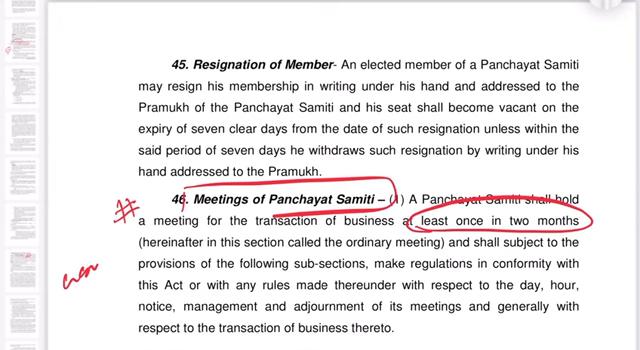 45. Resignation of Member- An elected member of a Panchayat Samiti
may resign his membership in writing under his hand and addressed to the
Pramukh of the Panchayat Samiti and his seat shall become vacant on the
expiry of seven clear days from the date of such resignation unless within the
said period of seven days he withdraws such resignation by writing under his
hand addressed to the Pramukh.
46. Meetings of Panchayat Samiti – (1) A Panchayat Samiti shall hold
a meeting for the transaction of business at least once in two months
(hereinafter in this section called the ordinary meeting) and shall subject to the
provisions of the following sub-sections, make regulations in conformity with
this Act or with any rules made thereunder with respect to the day, hour,
notice, management and adjournment of its meetings and generally with
respect to the transaction of business thereto.